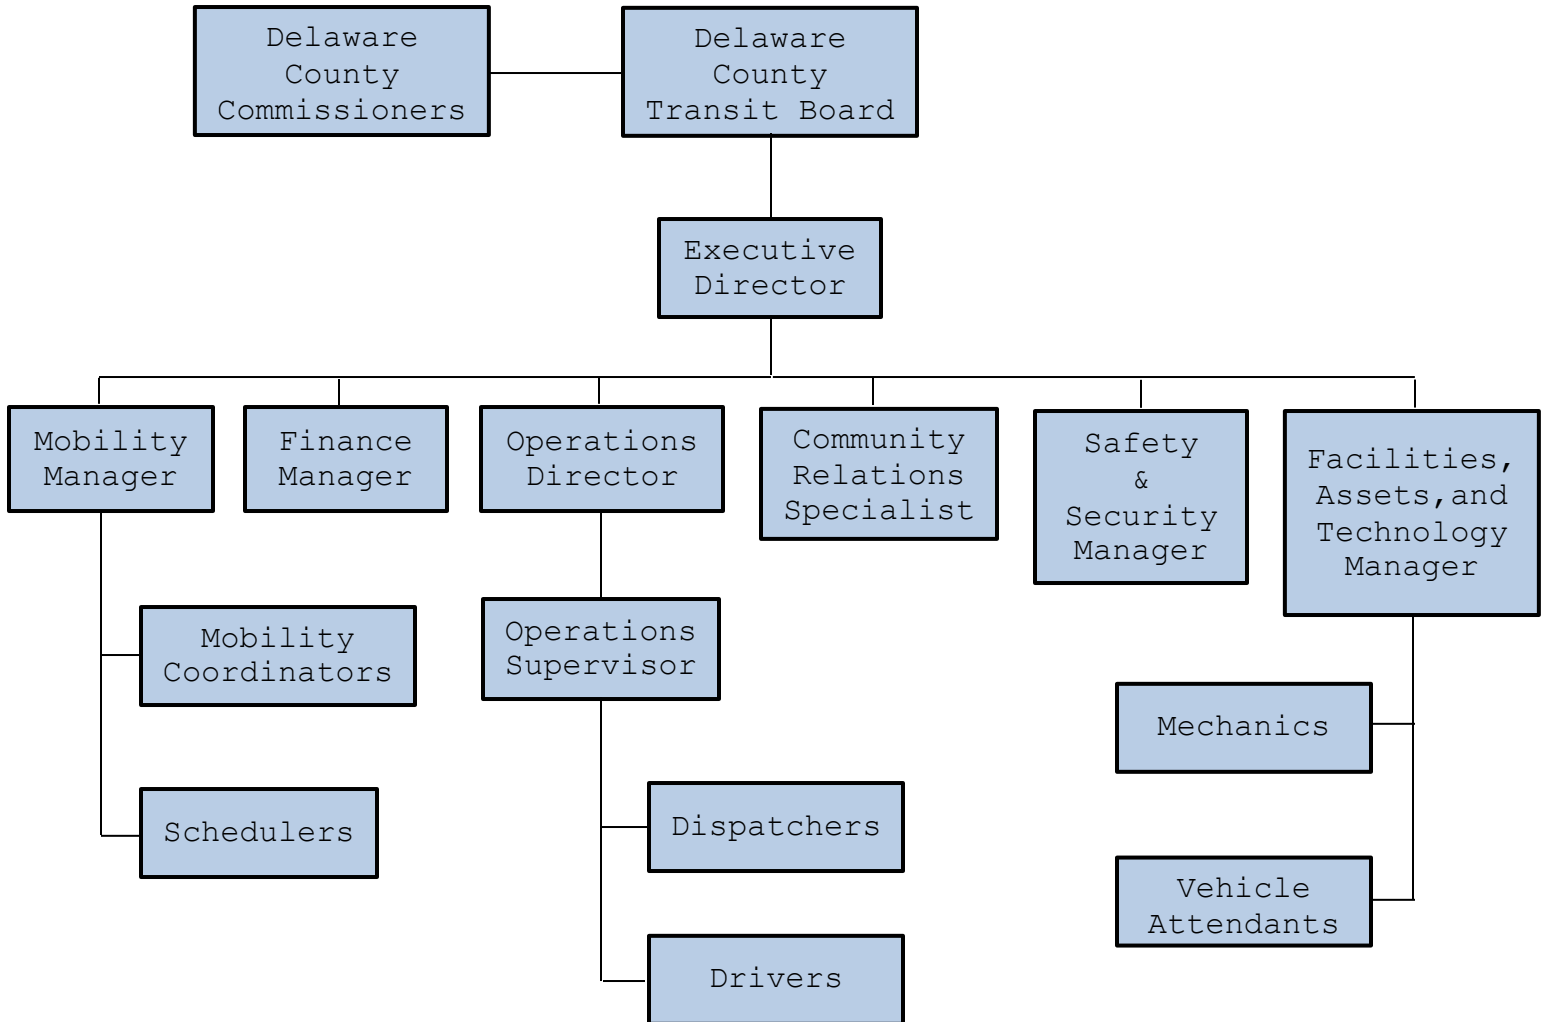 Delaware
County
Commissioners
Delaware
County
Transit Board
Executive
Director
Mobility
Manager
Finance
Manager
Operations
Director
Community
Relations
Specialist
Safety
&
Security
Manager
Facilities,
Assets,and
Technology
Manager
Mobility
Coordinators
Operations
Supervisor
Mechanics
Schedulers
Dispatchers
Vehicle
Attendants
Drivers